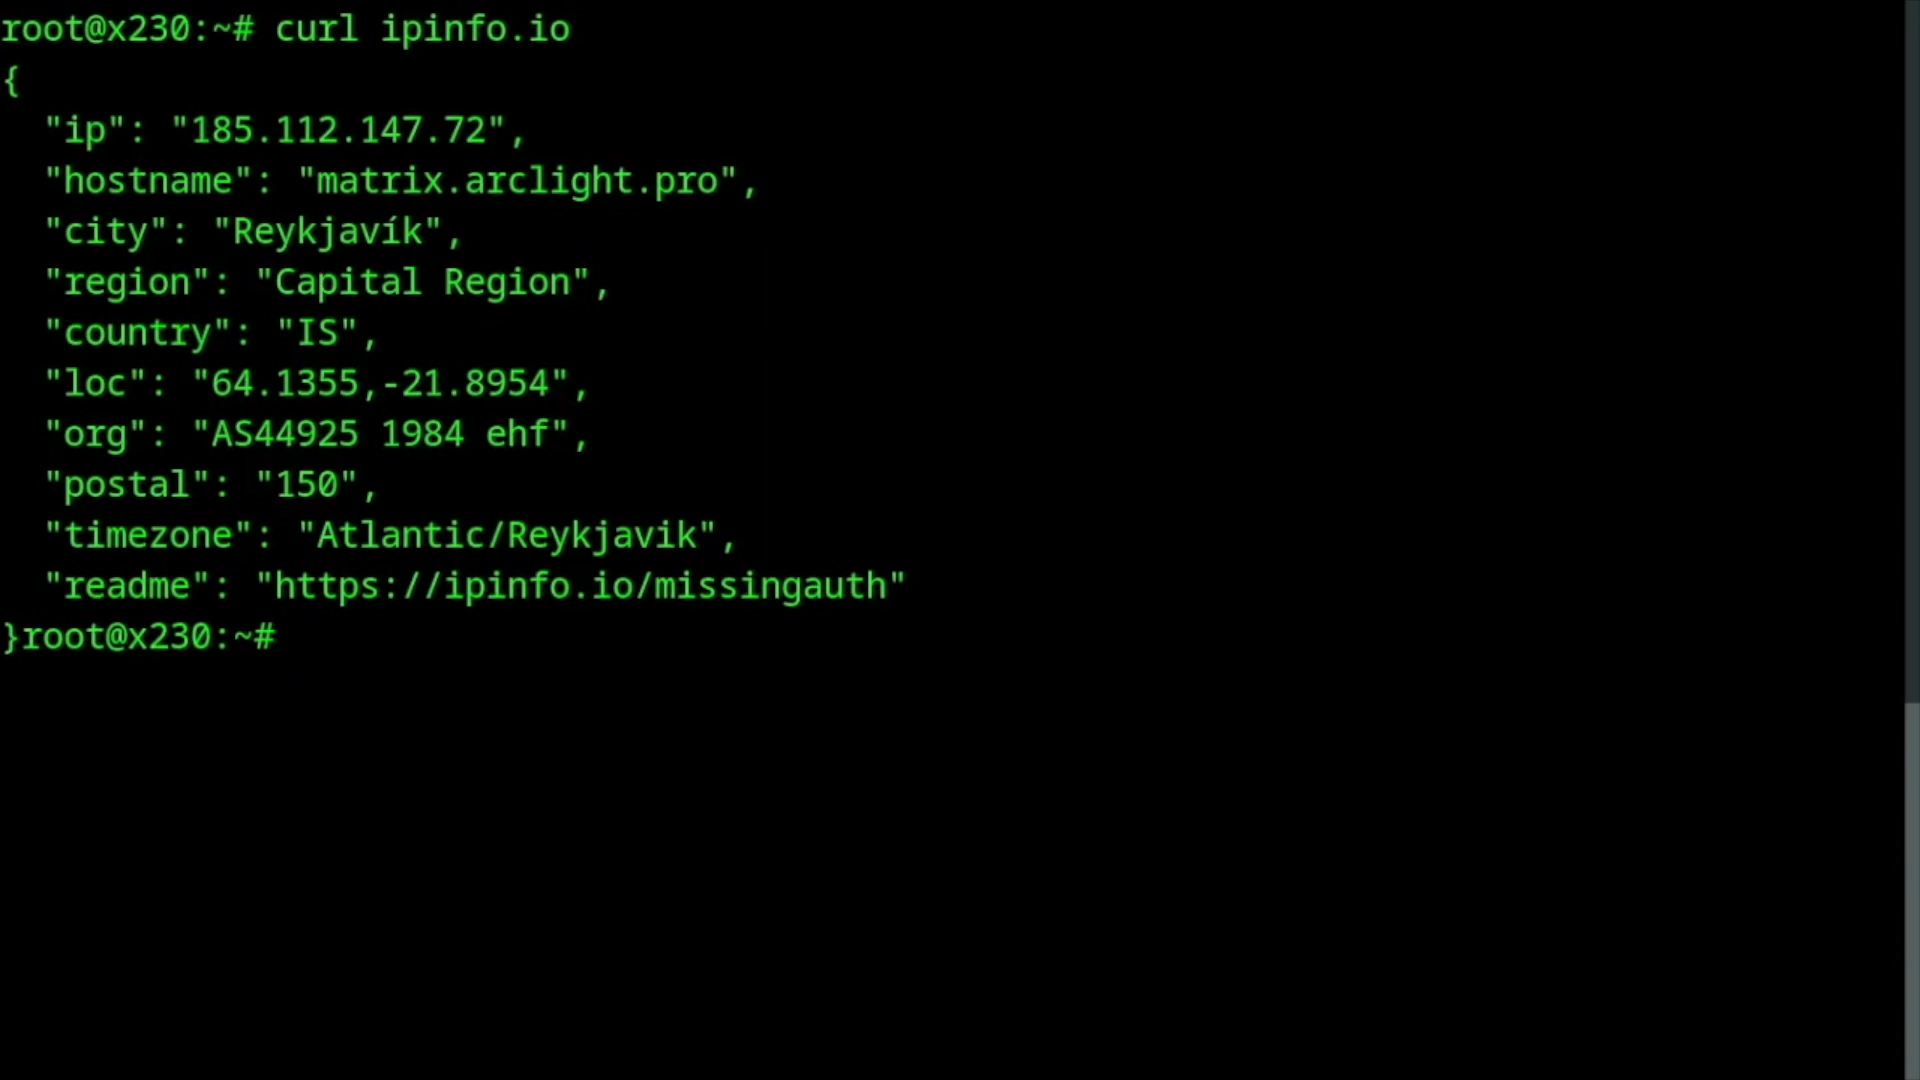 root@x230:~# curl ipinfo.io
{
  "ip": "185.112.147.72",
  "hostname": "matrix.arclight.pro",
  "city": "Reykjavík",
  "region": "Capital Region",
  "country": "IS",
  "loc": "64.1355,-21.8954",
  "org": "AS44925 1984 ehf",
  "postal": "150",
  "timezone": "Atlantic/Reykjavik",
  "readme": "https://ipinfo.io/missingauth"
}root@x230:~#